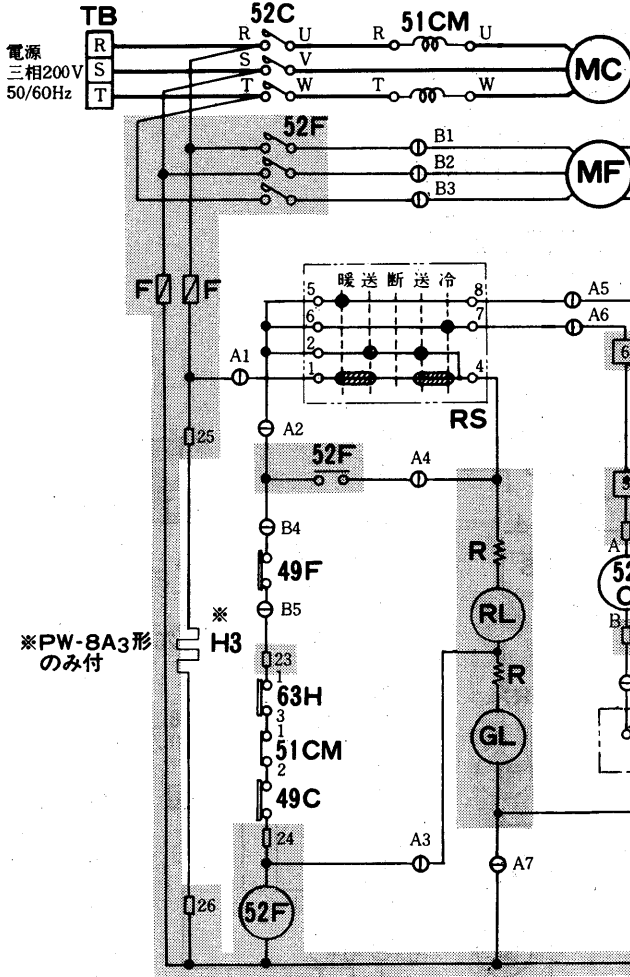 TB
52C
51CM
電源
三相200V
50/60Hz
R
R
U
R
U
S
S
V
T
T
W
T
W
MC
52F
B1
B2
B3
MF
F
F
暖 送 断 送 冷
5
8
A5
6
7
A6
2
A1
1
4
RS
6
A2
52F
A4
25
5
B4
R
A
49F
52
C
RL
B
B5
※
H3
※PW-8A3形
のみ付
23
R
1
63H
3
1
51CM
2
GL
49C
24
A3
A7
26
52F